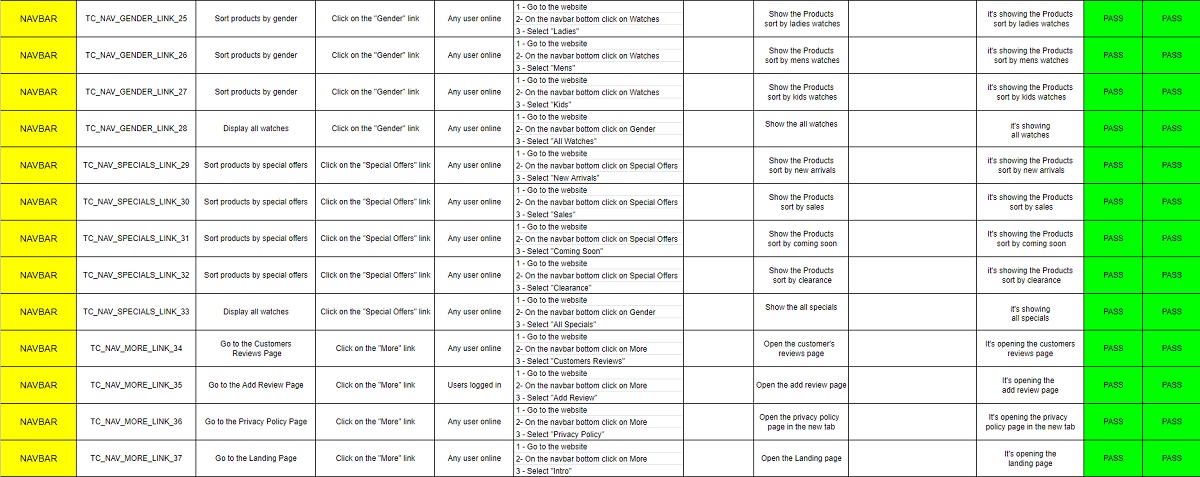 NAVBAR TC_NAV_GENDER_LINK_25 Sort products by gender Click on the "Gender" link Any user online
1 - Go to the website
2- On the navbar bottom click on Watches
3 - Select "Ladies"
Show the Products
sort by ladies watches
it's showing the Products
sort by ladies watches
PASS PASS
NAVBAR TC_NAV_GENDER_LINK_26 Sort products by gender Click on the "Gender" link Any user online
1 - Go to the website
2- On the navbar bottom click on Watches
3 - Select "Mens"
Show the Products
sort by mens watches
it's showing the Products
sort by mens watches
PASS PASS
NAVBAR TC_NAV_GENDER_LINK_27 Sort products by gender Click on the "Gender" link Any user online
1 - Go to the website
2- On the navbar bottom click on Watches
3 - Select "Kids"
Show the Products
sort by kids watches
it's showing the Products
sort by kids watches
PASS PASS
NAVBAR TC_NAV_GENDER_LINK_28 Display all watches Click on the "Gender" link Any user online
1 - Go to the website
2- On the navbar bottom click on Gender
3 - Select "All Watches"
Show the all watches
it's showing
all watches
PASS PASS
NAVBAR TC_NAV_SPECIALS_LINK_29 Sort products by special offers Click on the "Special Offers" link Any user online
1 - Go to the website
2- On the navbar bottom click on Special Offers
3 - Select "New Arrivals"
Show the Products
sort by new arrivals
it's showing the Products
sort by new arrivals
PASS PASS
NAVBAR TC_NAV_SPECIALS_LINK_30 Sort products by special offers Click on the "Special Offers" link Any user online
1 - Go to the website
2- On the navbar bottom click on Special Offers
3 - Select "Sales"
Show the Products
sort by sales
it's showing the Products
sort by sales
PASS PASS
NAVBAR TC_NAV_SPECIALS_LINK_31 Sort products by special offers Click on the "Special Offers" link Any user online
1 - Go to the website
2- On the navbar bottom click on Special Offers
3 - Select "Coming Soon"
Show the Products
sort by coming soon
It's showing the Products
sort by coming soon
PASS PASS
NAVBAR TC_NAV_SPECIALS_LINK_32 Sort products by special offers Click on the "Special Offers" link Any user online
1 - Go to the website
2- On the navbar bottom click on Special Offers
3 - Select "Clearance"
Show the Products
sort by clearance
it's showing the Products
sort by clearance
PASS PASS
NAVBAR TC_NAV_SPECIALS_LINK_33 Display all watches Click on the "Special Offers" link Any user online
1 - Go to the website
2- On the navbar bottom click on Gender
3 - Select "All Specials"
Show the all specials
it's showing
all specials
PASS PASS
NAVBAR TC_NAV_MORE_LINK_34
Go to the Customers
Reviews Page
Click on the "More" link Any user online
1 - Go to the website
2- On the navbar bottom click on More
3 - Select "Customers Reviews"
Open the customer's
reviews page
It's opening the customers
reviews page
PASS PASS
NAVBAR TC_NAV_MORE_LINK_35 Go to the Add Review Page Click on the "More" link Users logged in
1 - Go to the website
2- On the navbar bottom click on More
3 - Select "Add Review"
Open the add review page
It's opening the
add review page
PASS PASS
NAVBAR TC_NAV_MORE_LINK_36 Go to the Privacy Policy Page Click on the "More" link Any user online
1 - Go to the website
2- On the navbar bottom click on More
3 - Select "Privacy Policy"
Open the privacy policy
page in the new tab
It's opening the privacy
policy page in the new tab
PASS PASS
NAVBAR TC_NAV_MORE_LINK_37 Go to the Landing Page Click on the "More" link Any user online
1 - Go to the website
2- On the navbar bottom click on More
3 - Select "Intro"
Open the Landing page
It's opening the
landing page
PASS PASS